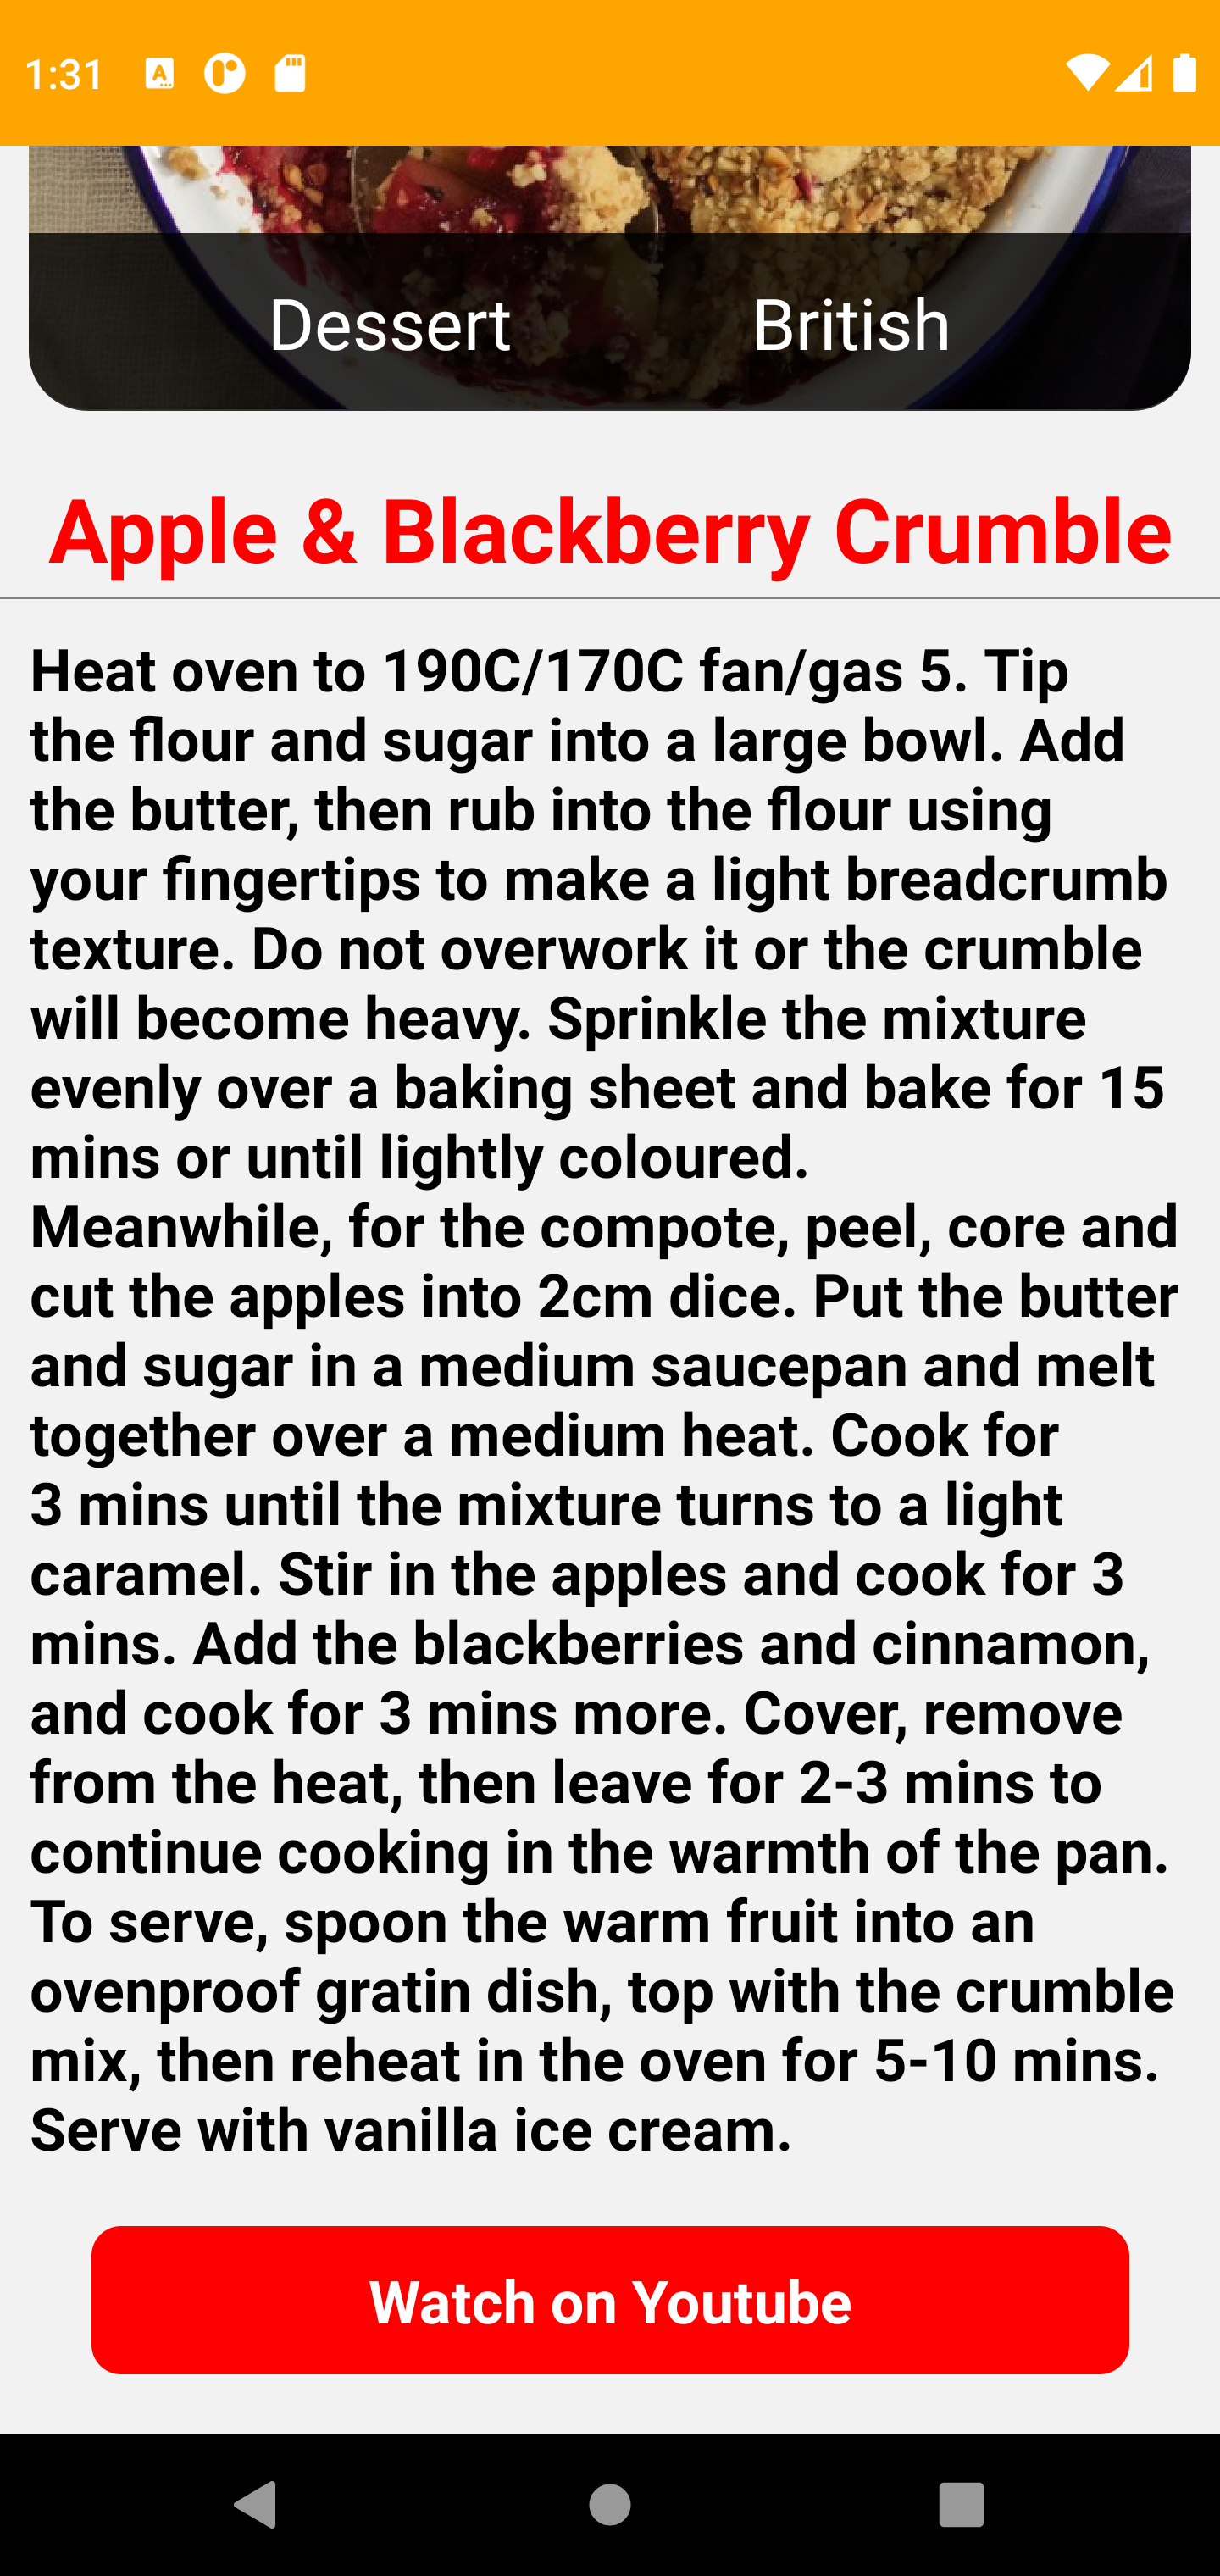 1:31
Dessert British
Apple & Blackberry Crumble
Heat oven to 190C/170C fan/gas 5. Tip
the flour and sugar into a large bowl. Add
the butter, then rub into the flour using
your fingertips to make a light breadcrumb
texture. Do not overwork it or the crumble
will become heavy. Sprinkle the mixture
evenly over a baking sheet and bake for 15
mins or until lightly coloured.
Meanwhile, for the compote, peel, core and
cut the apples into 2cm dice. Put the butter
and sugar in a medium saucepan and melt
together over a medium heat. Cook for
3 mins until the mixture turns to a light
caramel. Stir in the apples and cook for 3
mins. Add the blackberries and cinnamon,
and cook for 3 mins more. Cover, remove
from the heat, then leave for 2-3 mins to
continue cooking in the warmth of the pan.
To serve, spoon the warm fruit into an
ovenproof gratin dish, top with the crumble
mix, then reheat in the oven for 5-10 mins.
Serve with vanilla ice cream.
Watch on Youtube